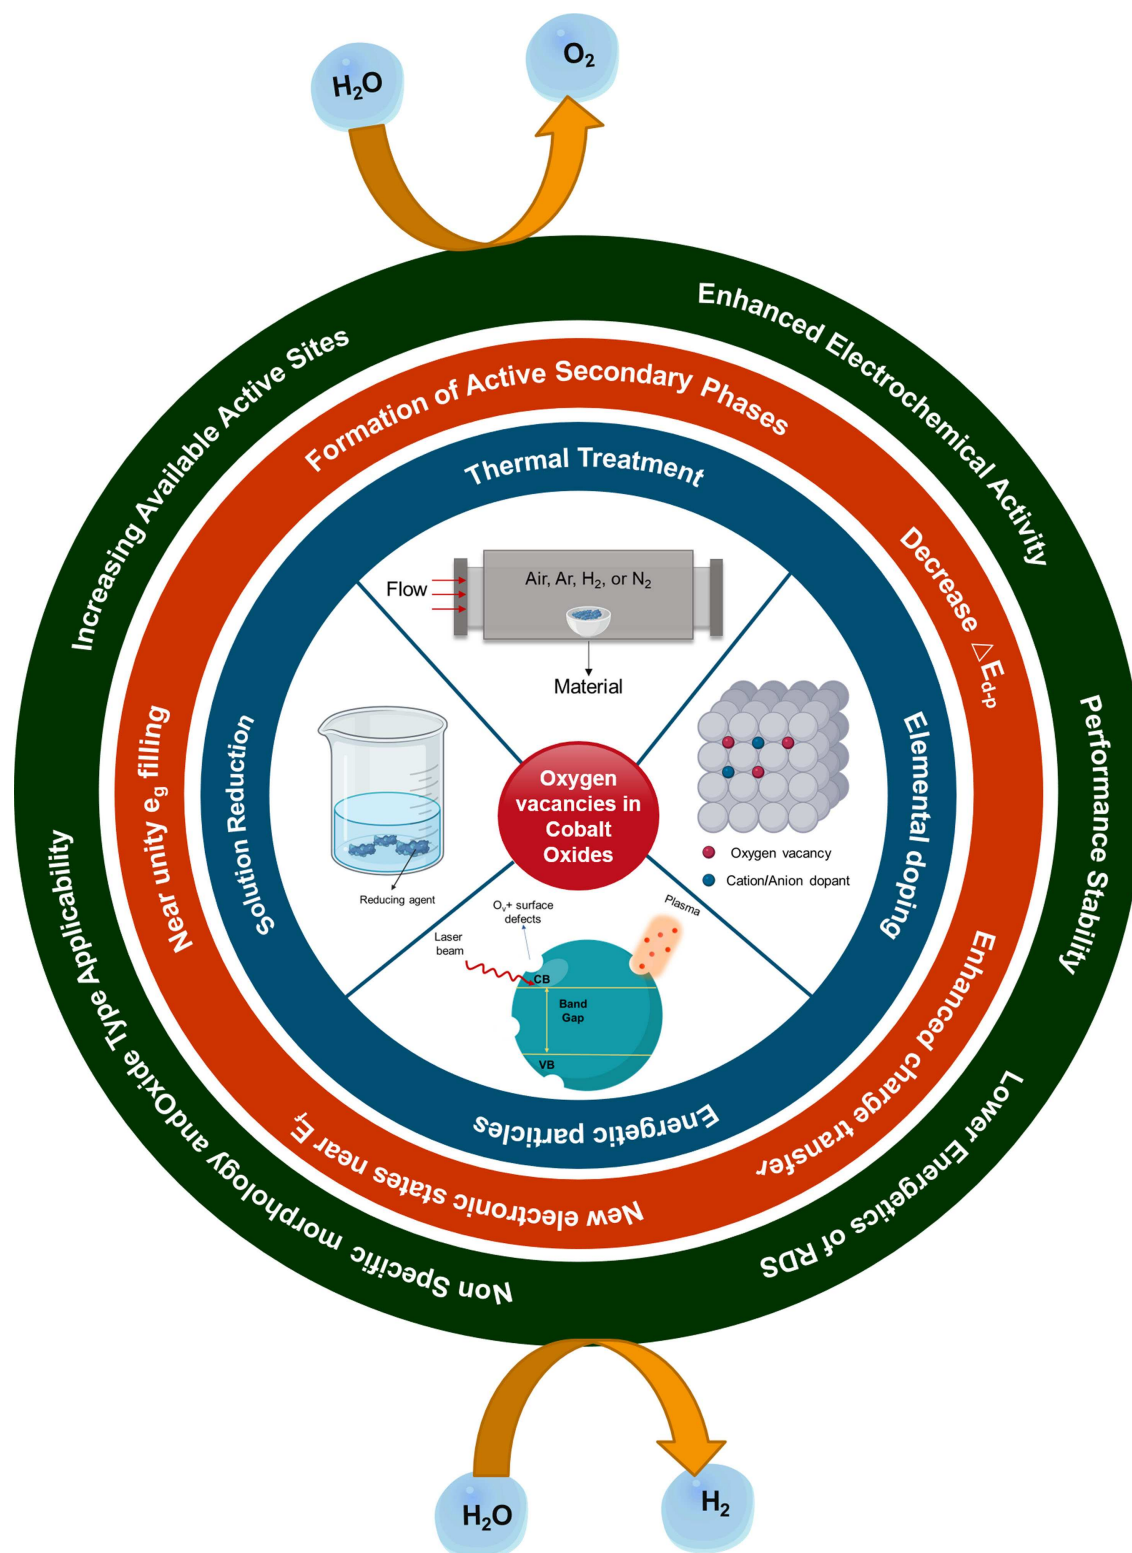 H₂O
O₂
Enhanced Electrochemical Activity
Performance Stability
Lower Energetics of RDS
Non Specific morphology andOxide Type Applicability
Increasing Available Active Sites
Formation of Active Secondary Phases
Decrease △E_d-p
Enhanced charge transfer
New electronic states near E_f
Near unity e_g filling
Thermal Treatment
Elemental doping
Energetic particles
Solution Reduction
Flow
Air, Ar, H₂, or N₂
Material
Oxygen vacancy
Cation/Anion dopant
Oxygen
vacancies in
Cobalt
Oxides
Reducing agent
Oᵥ+ surface
defects
Laser
beam
Plasma
CB
Band
Gap
VB
H₂O
H₂